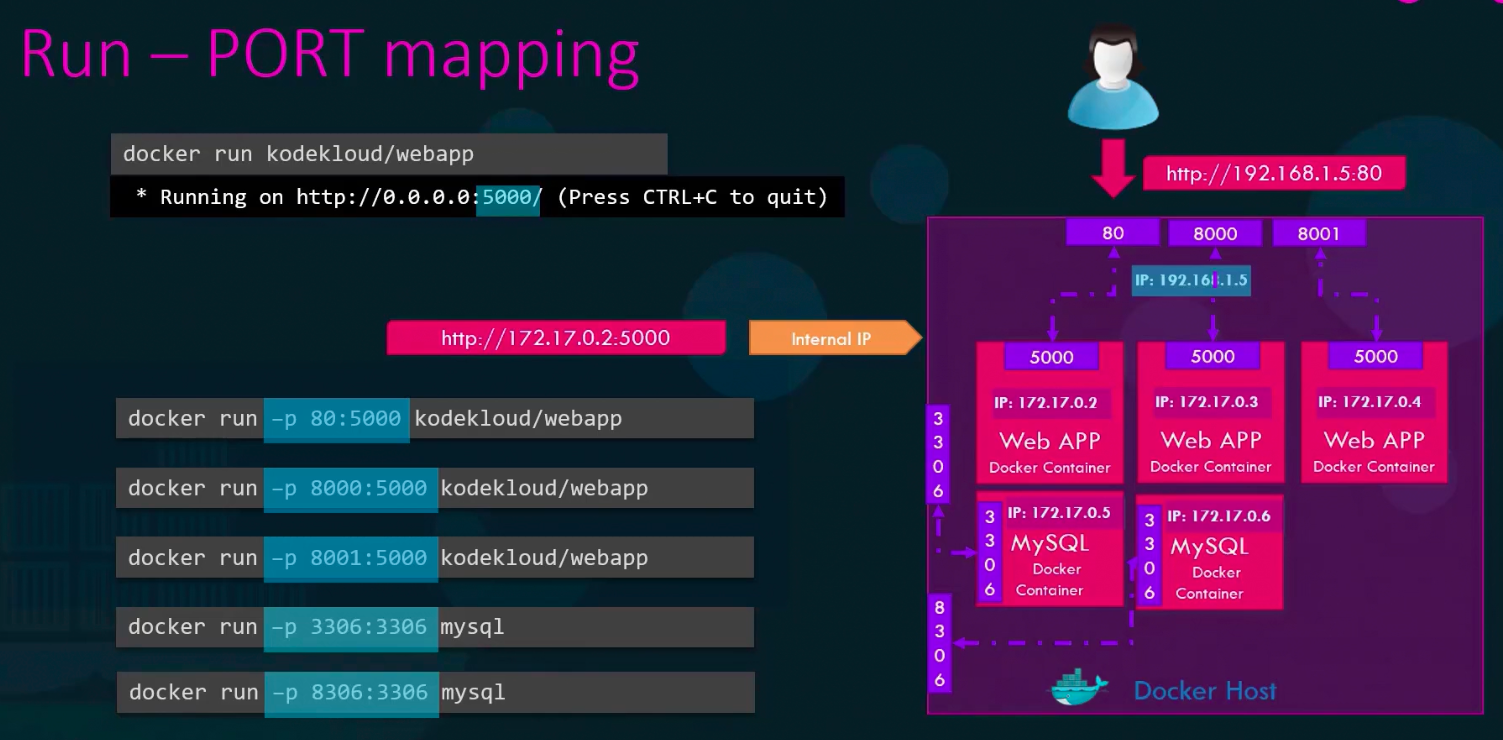 Run – PORT mapping
docker run kodekloud/webapp
* Running on http://0.0.0.0:5000/ (Press CTRL+C to quit)
http://172.17.0.2:5000
Internal IP
docker run –p 80:5000 kodekloud/webapp
docker run –p 8000:5000 kodekloud/webapp
docker run –p 8001:5000 kodekloud/webapp
docker run –p 3306:3306 mysql
docker run –p 8306:3306 mysql
http://192.168.1.5:80
80
8000
8001
IP: 192.168.1.5
5000
5000
5000
IP: 172.17.0.2
IP: 172.17.0.3
IP: 172.17.0.4
Web APP
Web APP
Web APP
Docker Container
Docker Container
Docker Container
3306
3306
IP: 172.17.0.5
MySQL
Docker
Container
3306
IP: 172.17.0.6
MySQL
Docker
Container
8306
Docker Host